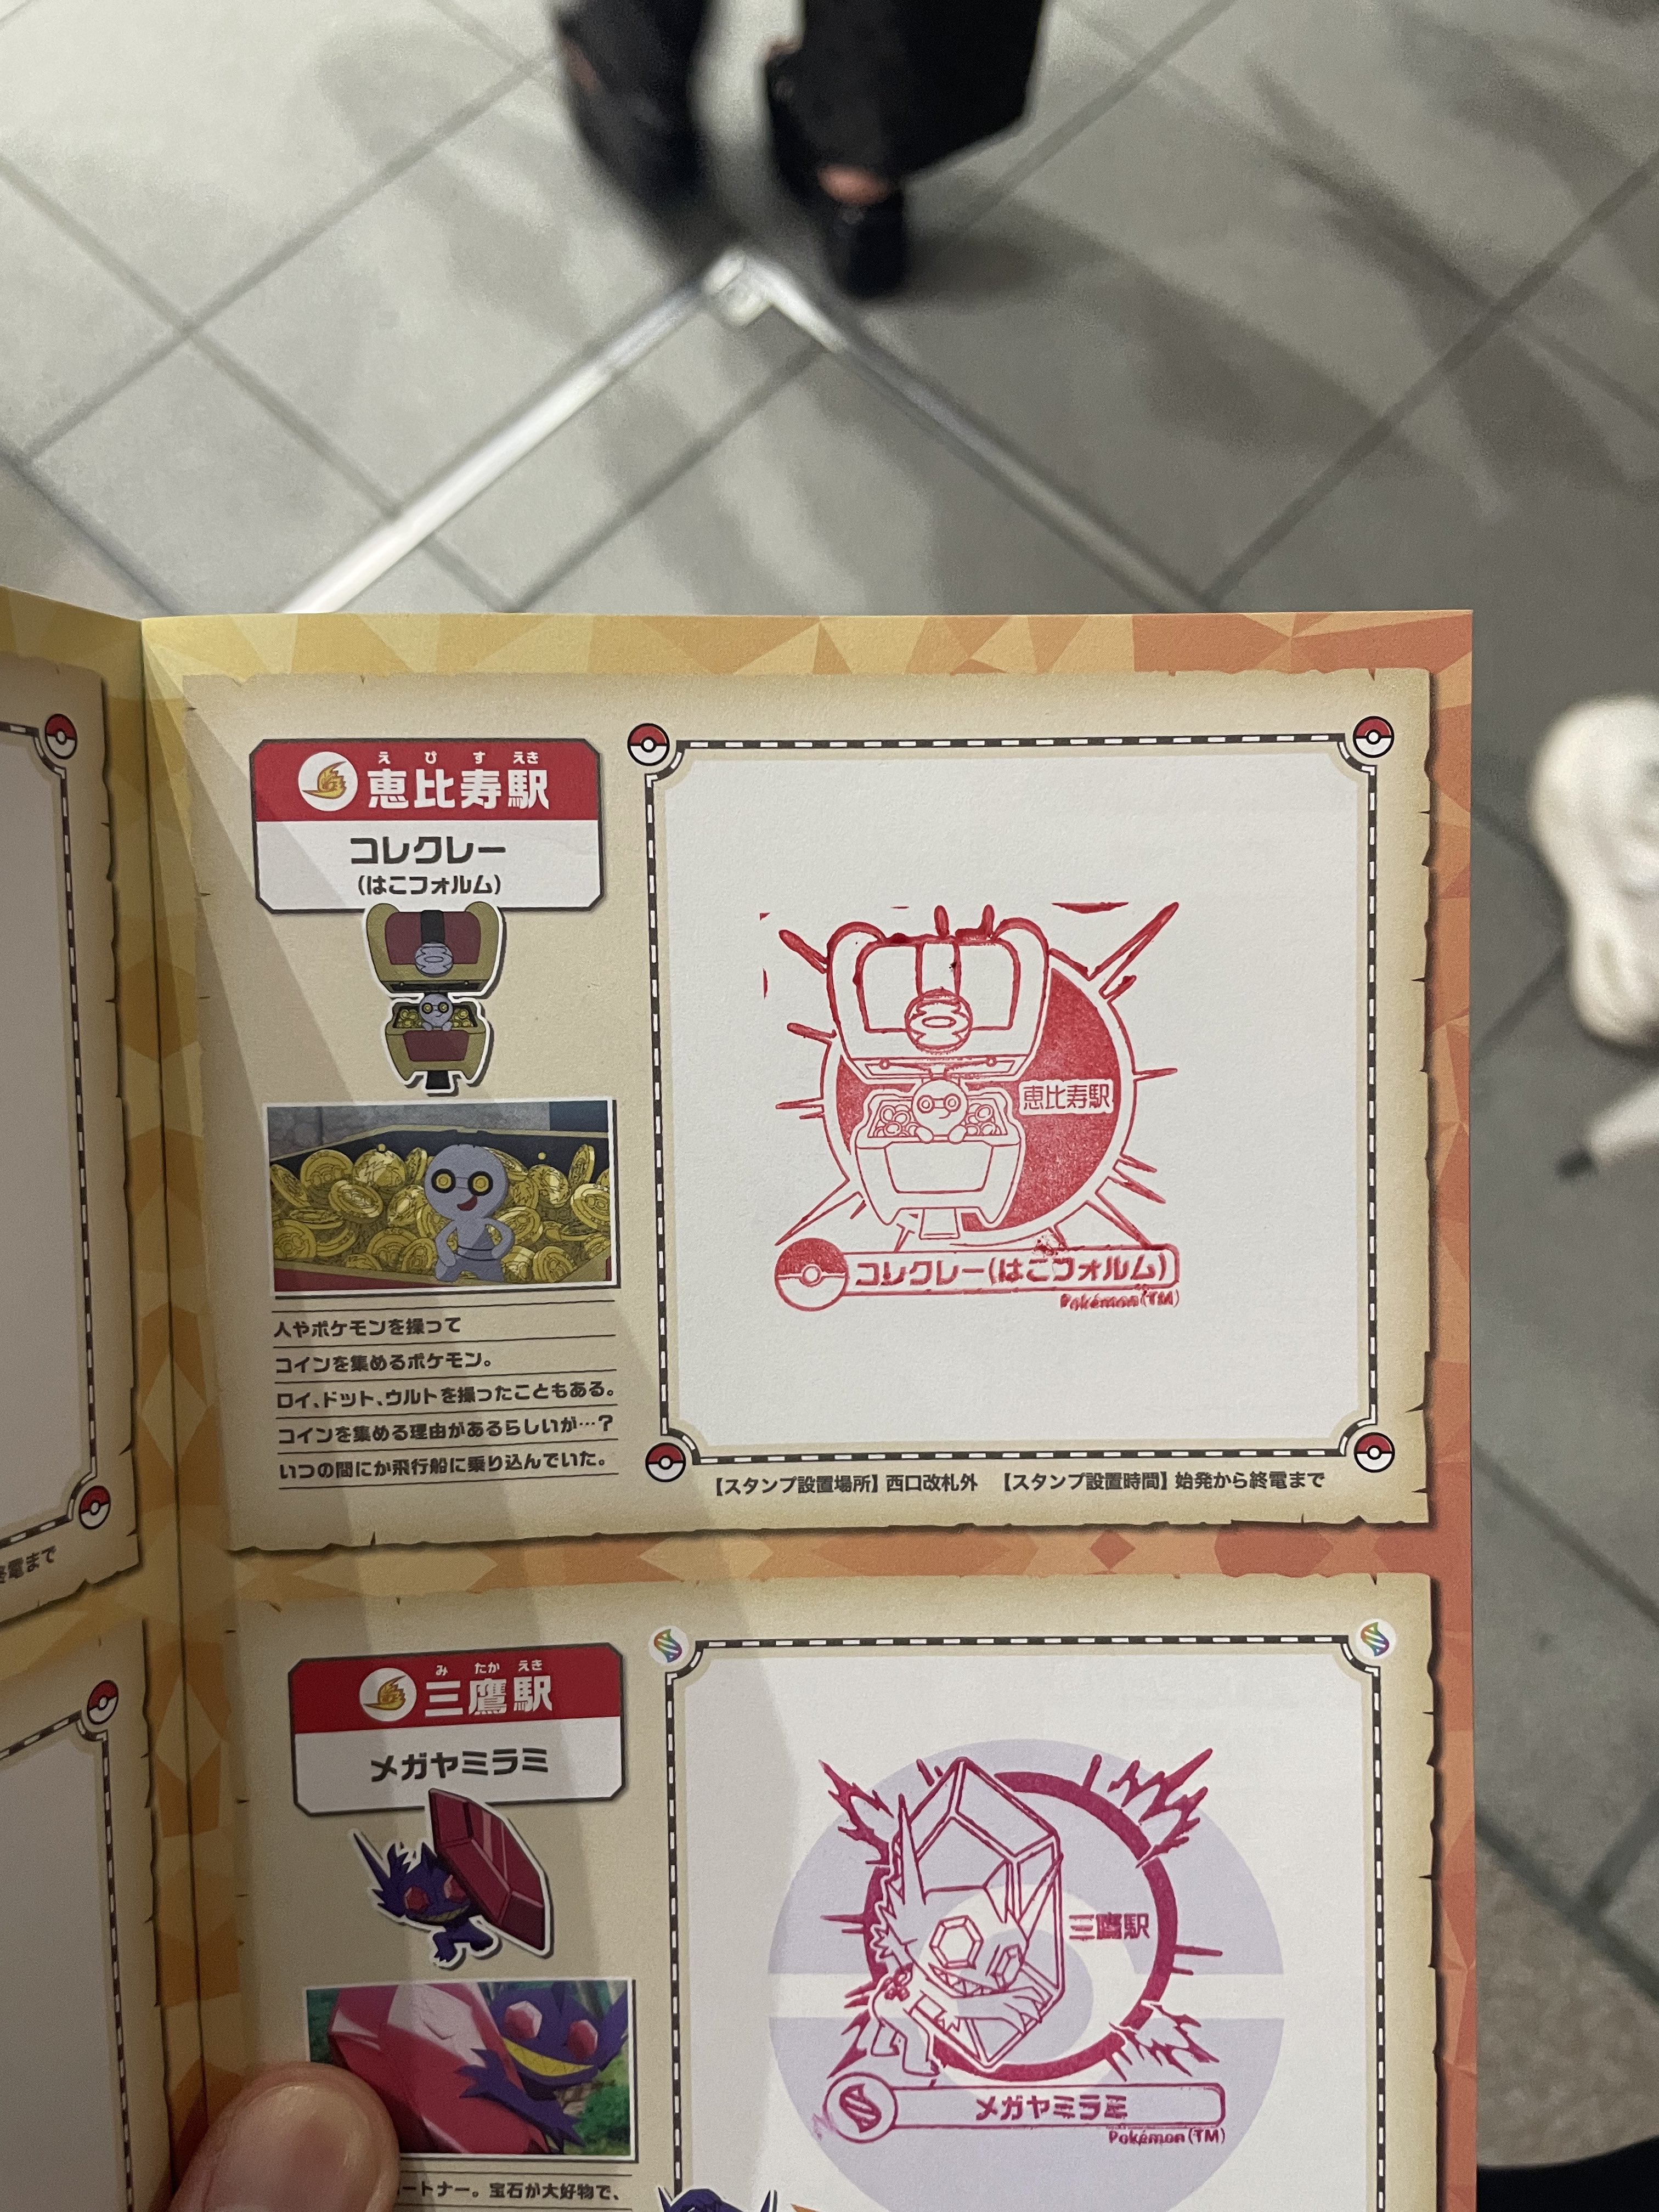 終電まで
えびすえき
恵比寿駅
コレクレー
(はこフォルム)
恵比寿駅
コレクレー(はこフォルム)
Pokémon(TM)
人やポケモンを操って
コインを集めるポケモン。
ロイ、ドット、ウルトを操ったこともある。
コインを集める理由があるらしいが…?
いつの間にか飛行船に乗り込んでいた。
【スタンプ設置場所】西口改札外 【スタンプ設置時間】始発から終電まで
みたかえき
三鷹駅
メガヤミラミ
三鷹駅
メガヤミラミ
Pokémon(TM)
ートナー。宝石が大好物で、